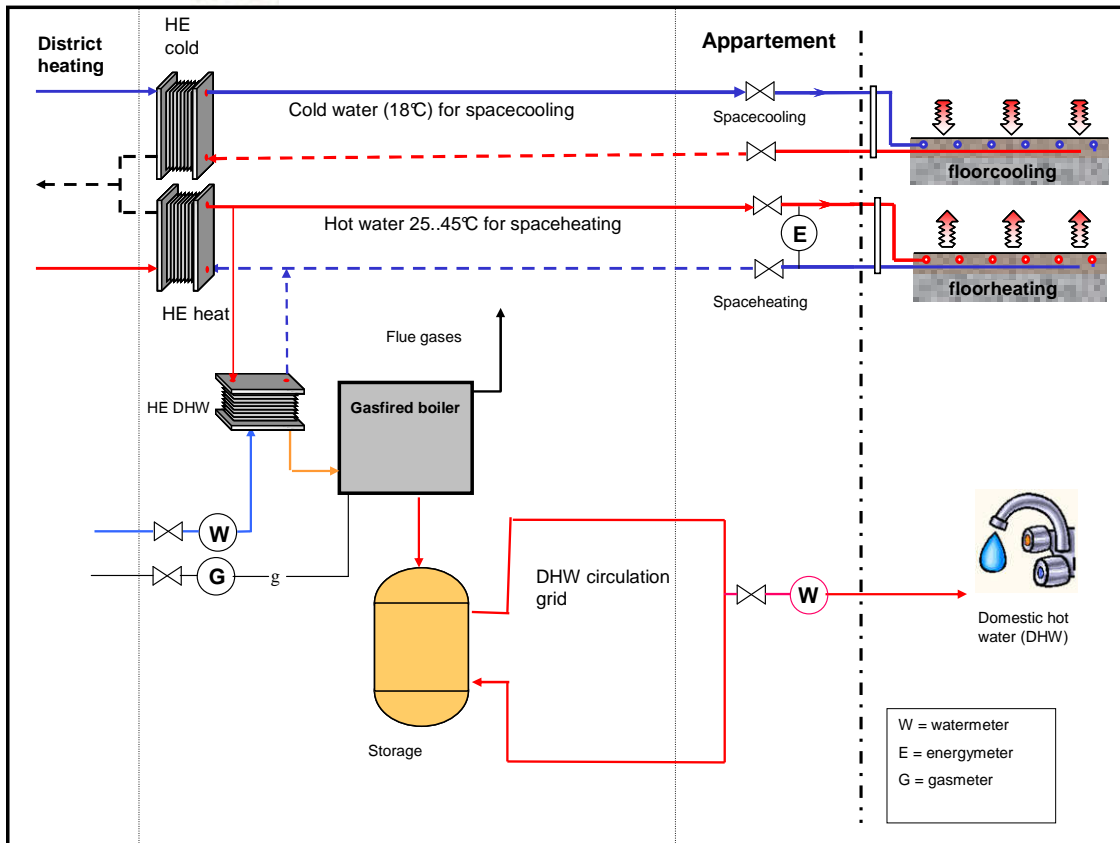 HE
cold
District
heating
Appartement
Cold water (18°C) for spacecooling
Spacecooling
floorcooling
Hot water 25..45°C for spaceheating
E
Spaceheating
floorheating
HE heat
Flue gases
HE DHW
Gasfired boiler
W
G
g
DHW circulation
grid
W
Domestic hot
water (DHW)
Storage
W = watermeter
E = energymeter
G = gasmeter